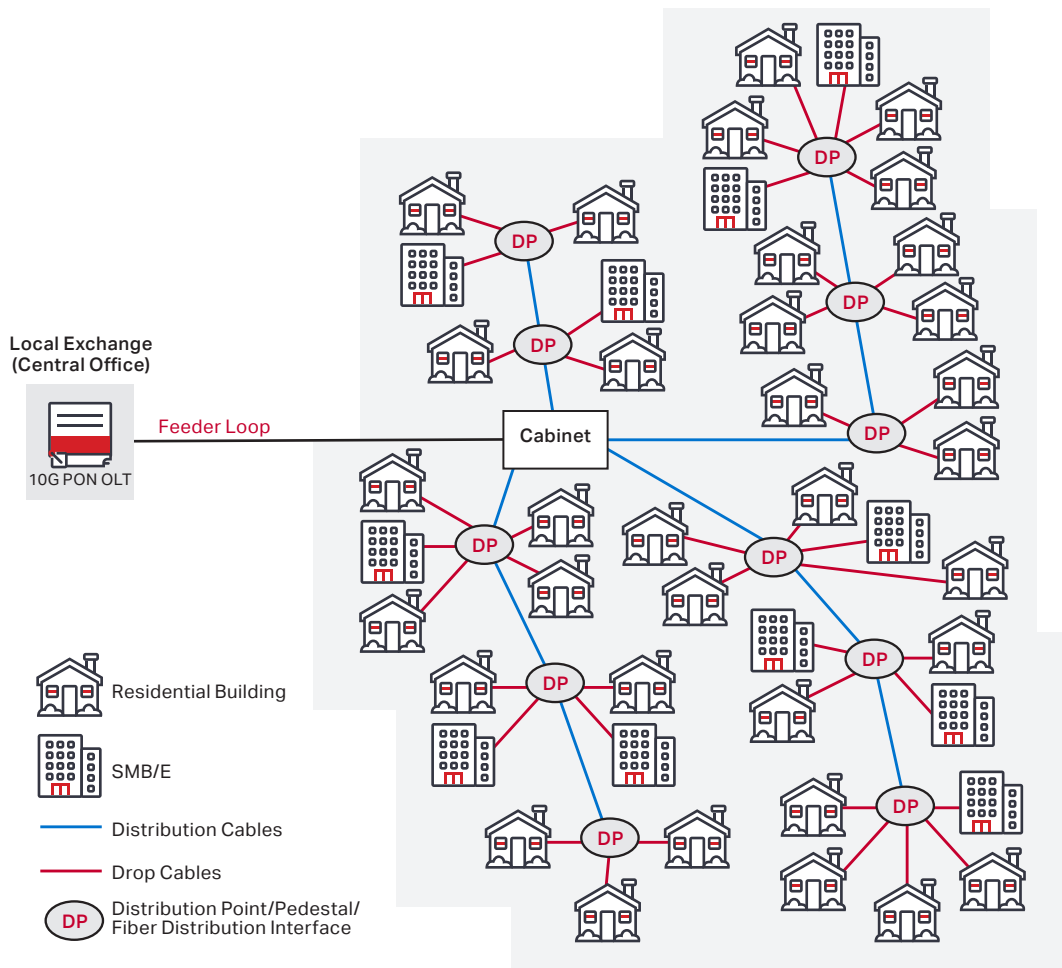 Local Exchange
(Central Office)
10G PON OLT
Feeder Loop
Cabinet
DP
DP
DP
DP
DP
DP
DP
DP
DP
DP
DP
Residential Building
SMB/E
Distribution Cables
Drop Cables
DP
Distribution Point/Pedestal/
Fiber Distribution Interface